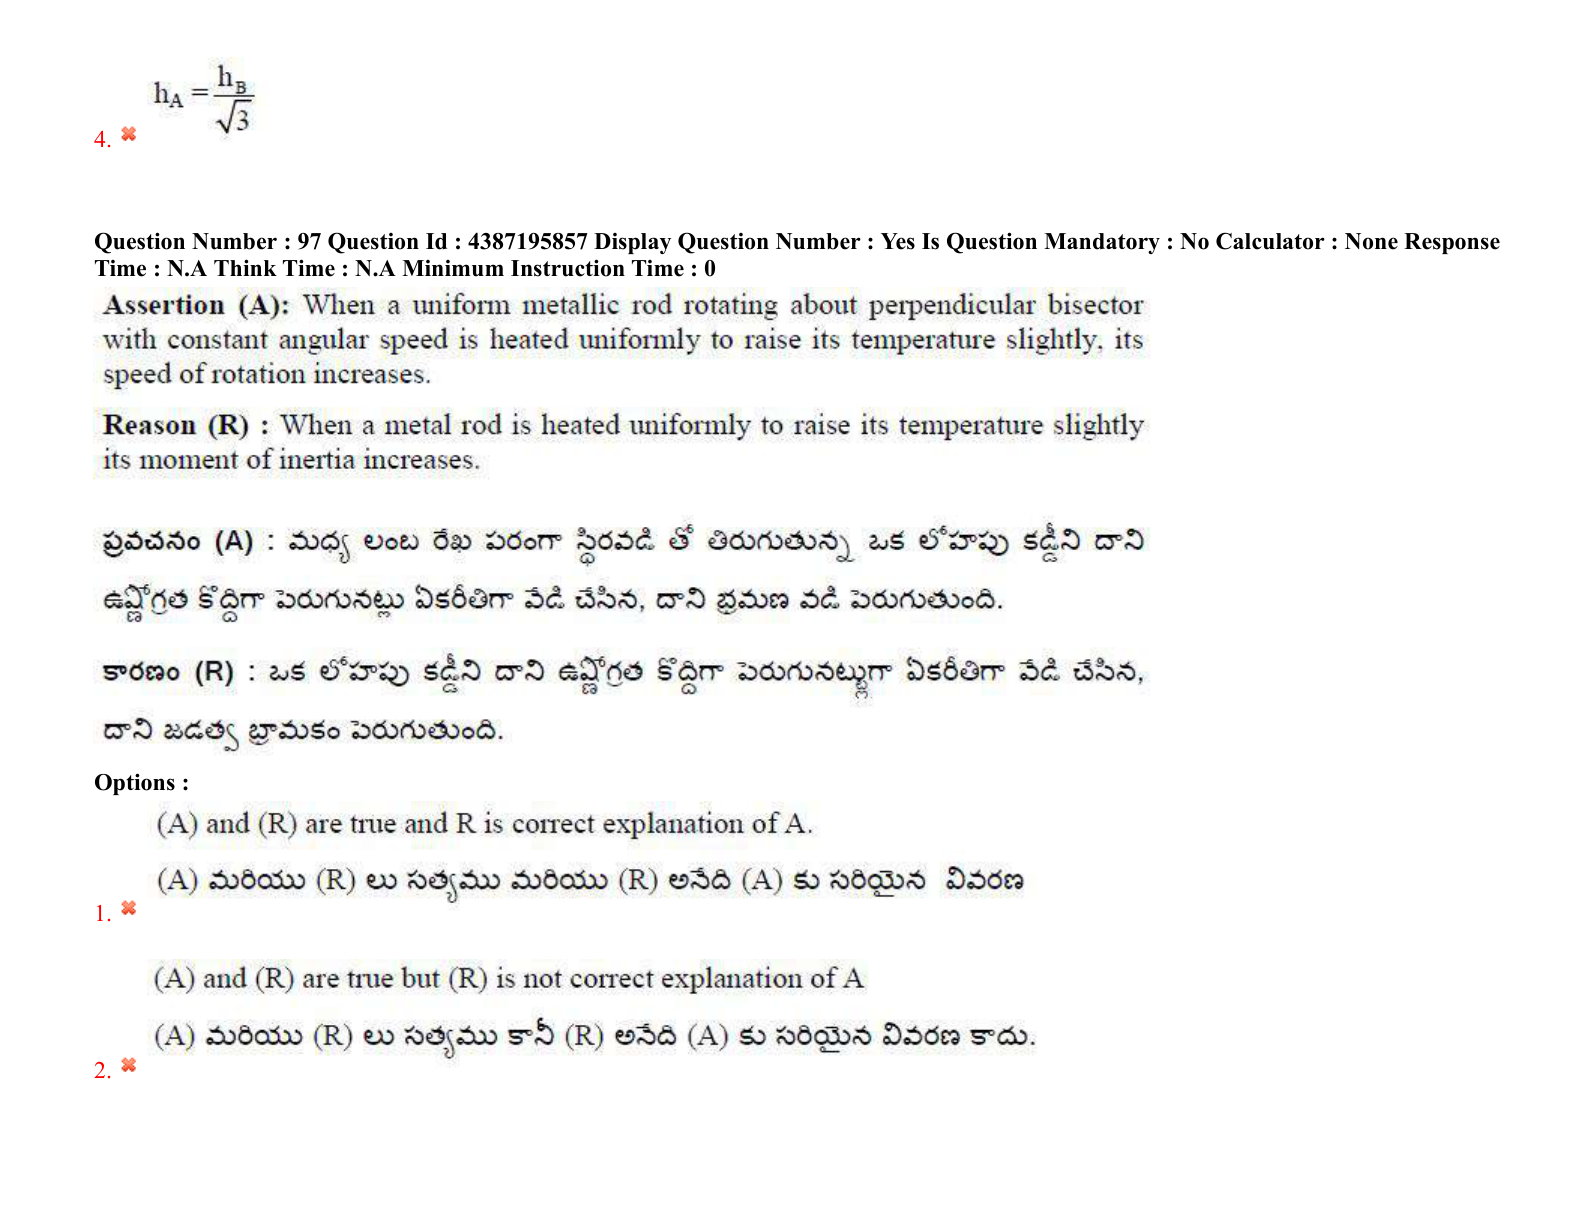 hA = hB / √3
4.
Question Number : 97 Question Id : 4387195857 Display Question Number : Yes Is Question Mandatory : No Calculator : None Response
Time : N.A Think Time : N.A Minimum Instruction Time : 0
Assertion (A): When a uniform metallic rod rotating about perpendicular bisector
with constant angular speed is heated uniformly to raise its temperature slightly, its
speed of rotation increases.
Reason (R) : When a metal rod is heated uniformly to raise its temperature slightly
its moment of inertia increases.
ప్రవచనం (A) : మధ్య లంబ రేఖ పరంగా స్థిరవడి తో తిరుగుతున్న ఒక లోహపు కడ్డీని దాని
ఉష్ణోగ్రత కొద్దిగా పెరుగునట్లు ఏకరీతిగా వేడి చేసిన, దాని భ్రమణ వడి పెరుగుతుంది.
కారణం (R) : ఒక లోహపు కడ్డీని దాని ఉష్ణోగ్రత కొద్దిగా పెరుగునట్లుగా ఏకరీతిగా వేడి చేసిన,
దాని జడత్వ భ్రామకం పెరుగుతుంది.
Options :
(A) and (R) are true and R is correct explanation of A.
(A) మరియు (R) లు సత్యము మరియు (R) అనేది (A) కు సరియైన వివరణ
1.
(A) and (R) are true but (R) is not correct explanation of A
(A) మరియు (R) లు సత్యము కానీ (R) అనేది (A) కు సరియైన వివరణ కాదు.
2.